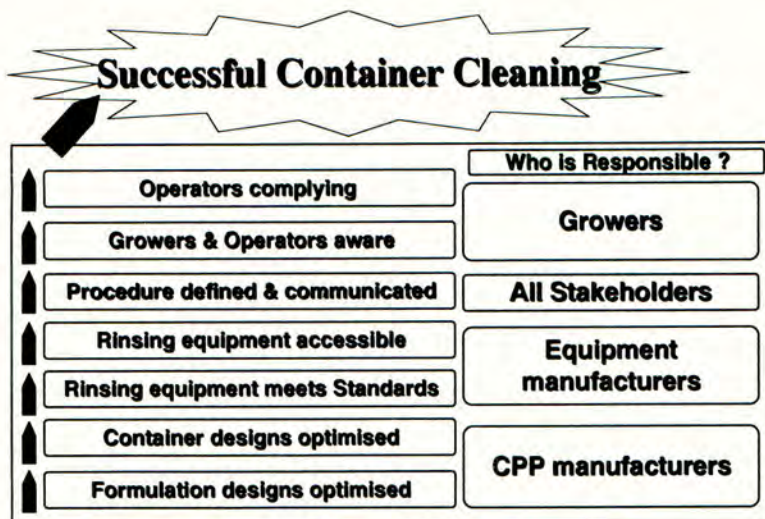 Successful Container Cleaning
Who is Responsible ?
Operators complying
Growers & Operators aware
Growers
Procedure defined & communicated
All Stakeholders
Rinsing equipment accessible
Rinsing equipment meets Standards
Equipment
manufacturers
Container designs optimised
Formulation designs optimised
CPP manufacturers